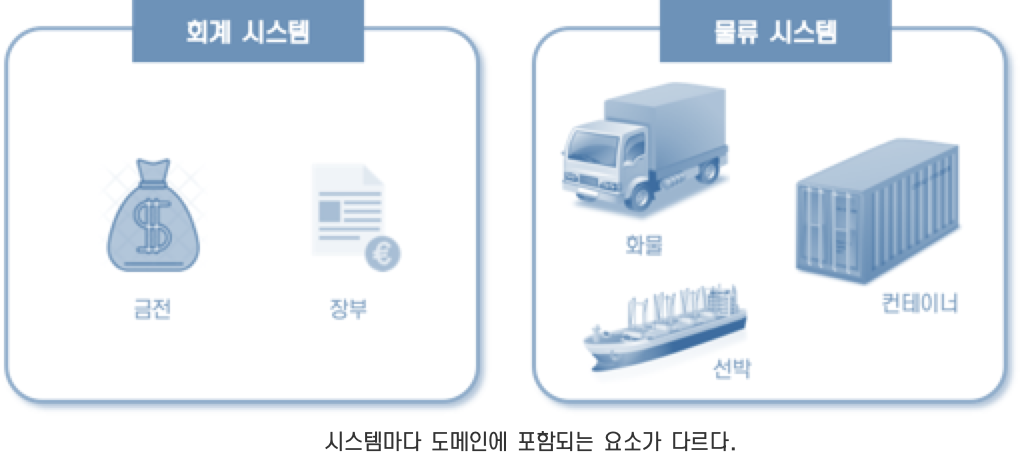 회계 시스템
물류 시스템
금전
장부
화물
컨테이너
선박
시스템마다 도메인에 포함되는 요소가 다르다.